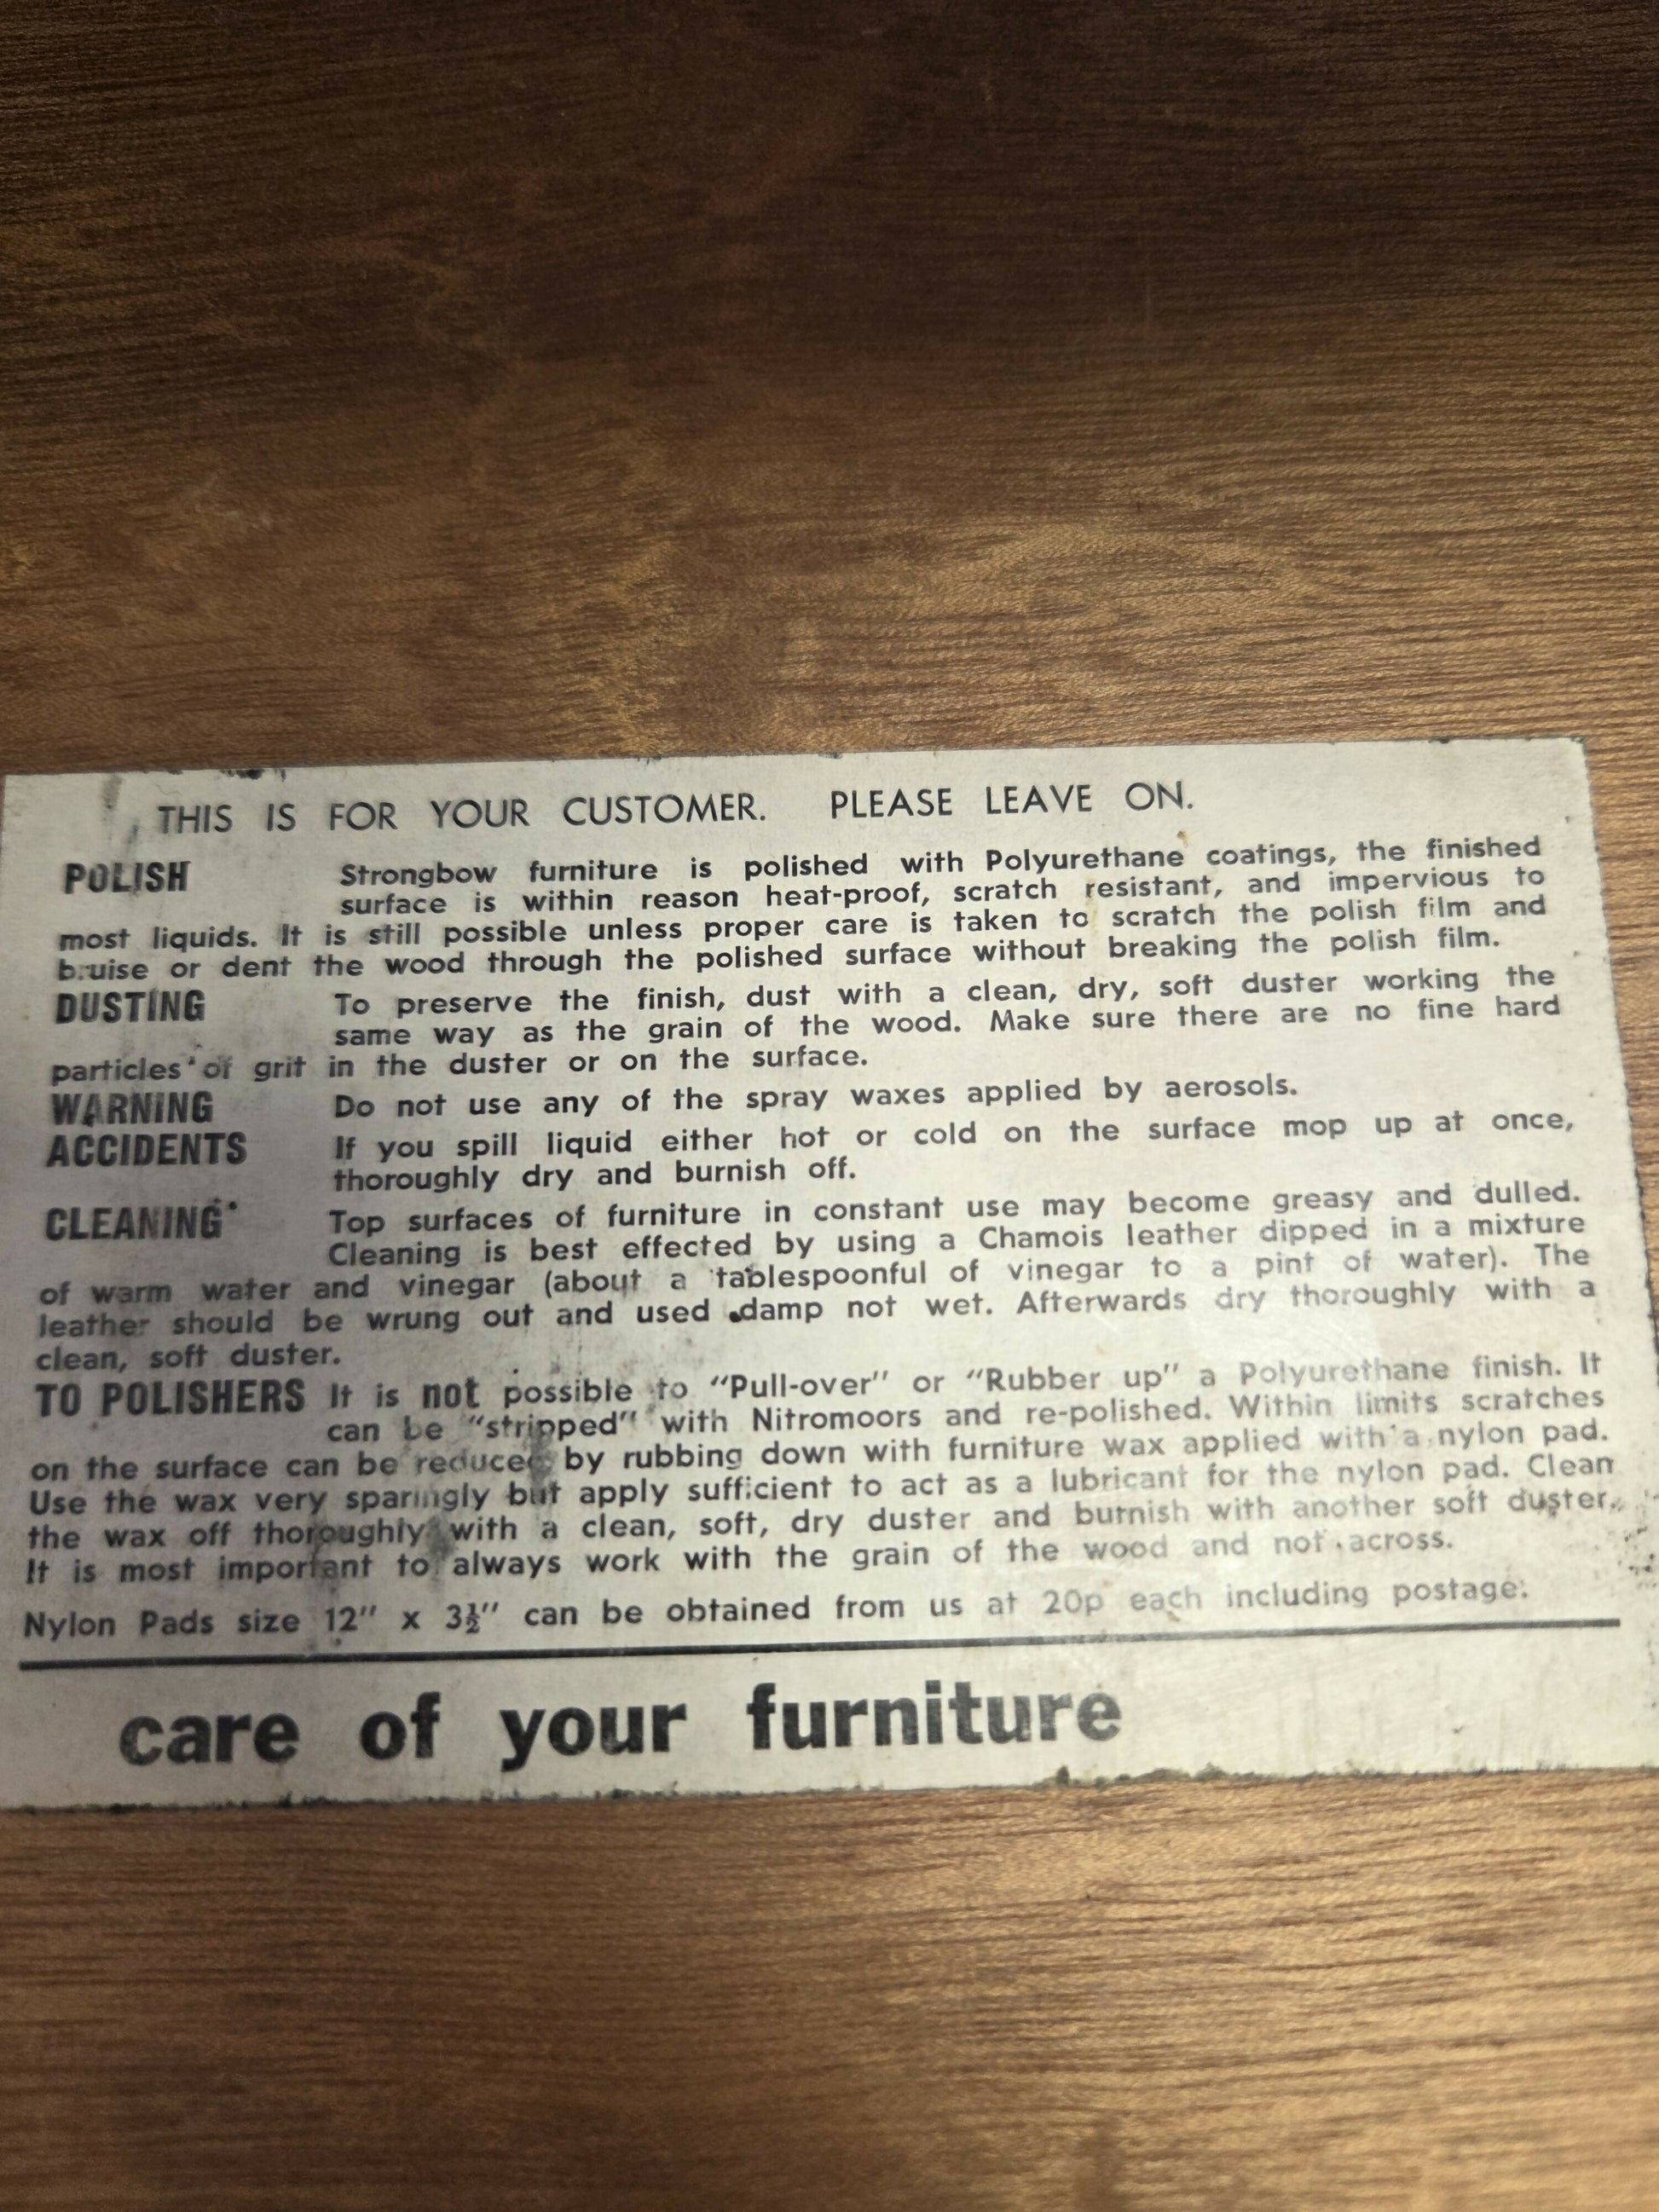 THIS IS FOR YOUR CUSTOMER. PLEASE LEAVE ON.
POLISH Strongbow furniture is polished with Polyurethane coatings, the finished
surface is within reason heat-proof, scratch resistant, and impervious to
most liquids. It is still possible unless proper care is taken to scratch the polish film and
bruise or dent the wood through the polished surface without breaking the polish film.
DUSTING To preserve the finish, dust with a clean, dry, soft duster working the
same way as the grain of the wood. Make sure there are no fine hard
particles of grit in the duster or on the surface.
WARNING Do not use any of the spray waxes applied by aerosols.
ACCIDENTS If you spill liquid either hot or cold on the surface mop up at once,
thoroughly dry and burnish off.
CLEANING Top surfaces of furniture in constant use may become greasy and dulled.
Cleaning is best effected by using a Chamois leather dipped in a mixture
of warm water and vinegar (about a tablespoonful of vinegar to a pint of water). The
leather should be wrung out and used damp not wet. Afterwards dry thoroughly with a
clean, soft duster.
TO POLISHERS It is not possible to "Pull-over" or "Rubber up" a Polyurethane finish. It
can be "stripped" with Nitromoors and re-polished. Within limits scratches
on the surface can be reduced by rubbing down with furniture wax applied with a nylon pad.
Use the wax very sparingly but apply sufficient to act as a lubricant for the nylon pad. Clean
the wax off thoroughly with a clean, soft, dry duster and burnish with another soft duster.
It is most important to always work with the grain of the wood and not across.
Nylon Pads size 12" x 3½" can be obtained from us at 20p each including postage.
care of your furniture